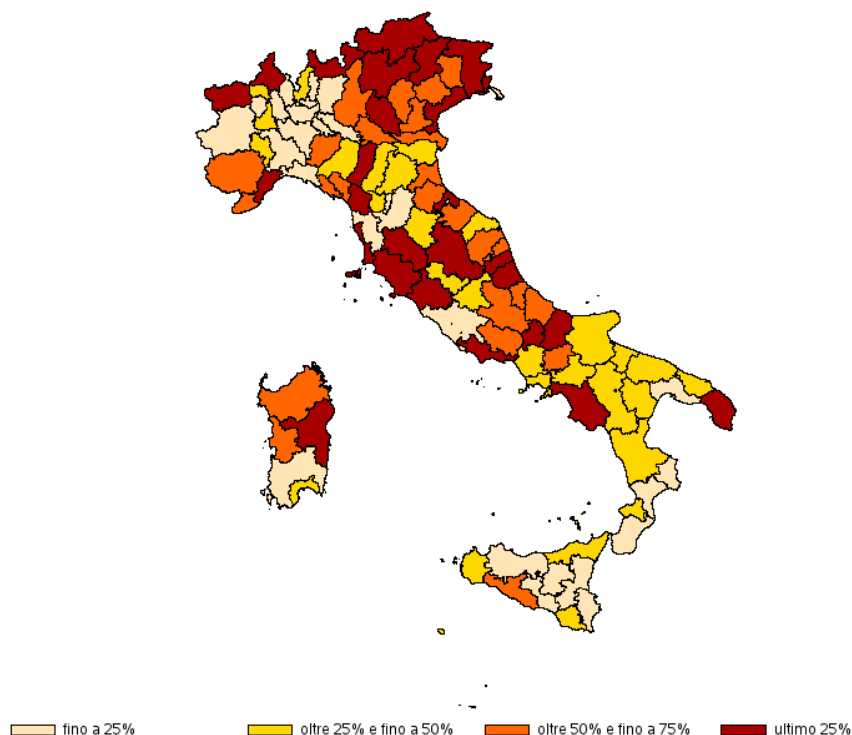 fino a 25%
oltre 25% e fino a 50%
oltre 50% e fino a 75%
ultimo 25%